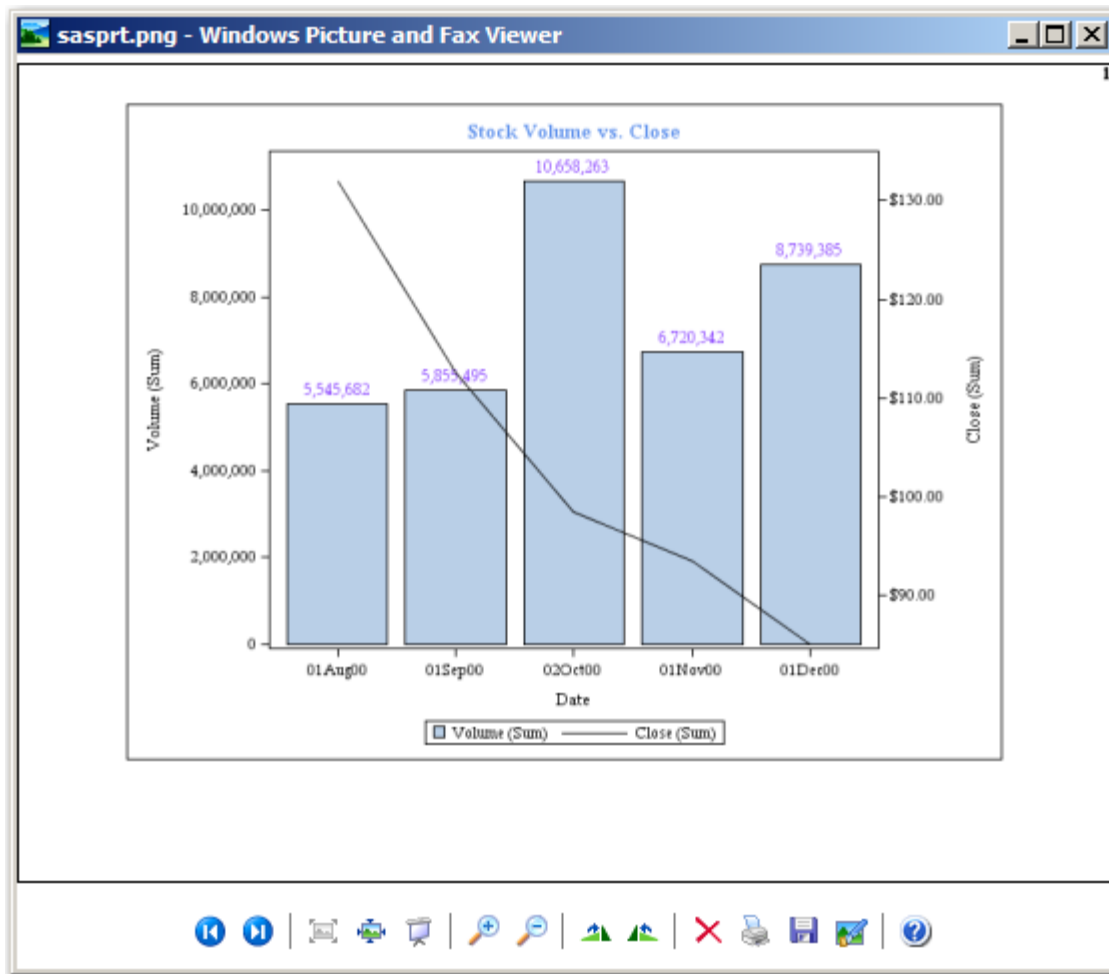 sasprt.png - Windows Picture and Fax Viewer
1
Stock Volume vs. Close
10,658,263
10,000,000
$130.00
8,739,385
8,000,000
$120.00
6,720,342
Volume (Sum)
Close (Sum)
6,000,000
5,545,682
5,855,495
$110.00
4,000,000
$100.00
2,000,000
$90.00
0
01Aug00 01Sep00 02Oct00 01Nov00 01Dec00
Date
Volume (Sum) Close (Sum)